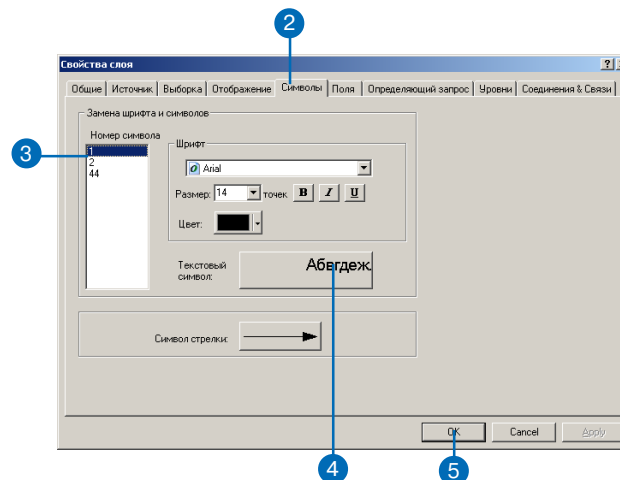 2
Свойства слоя
Общие Источник Выборка Отображение Символы Поля Определяющий запрос Уровни Соединения & Связи
Замена шрифта и символов
Номер символа
Шрифт
3
1
2
44
Arial
Размер: 14 точек B I U
Цвет:
Текстовый символ:
Абвгдеж.
Символ стрелки:
OK Cancel Apply
4
5